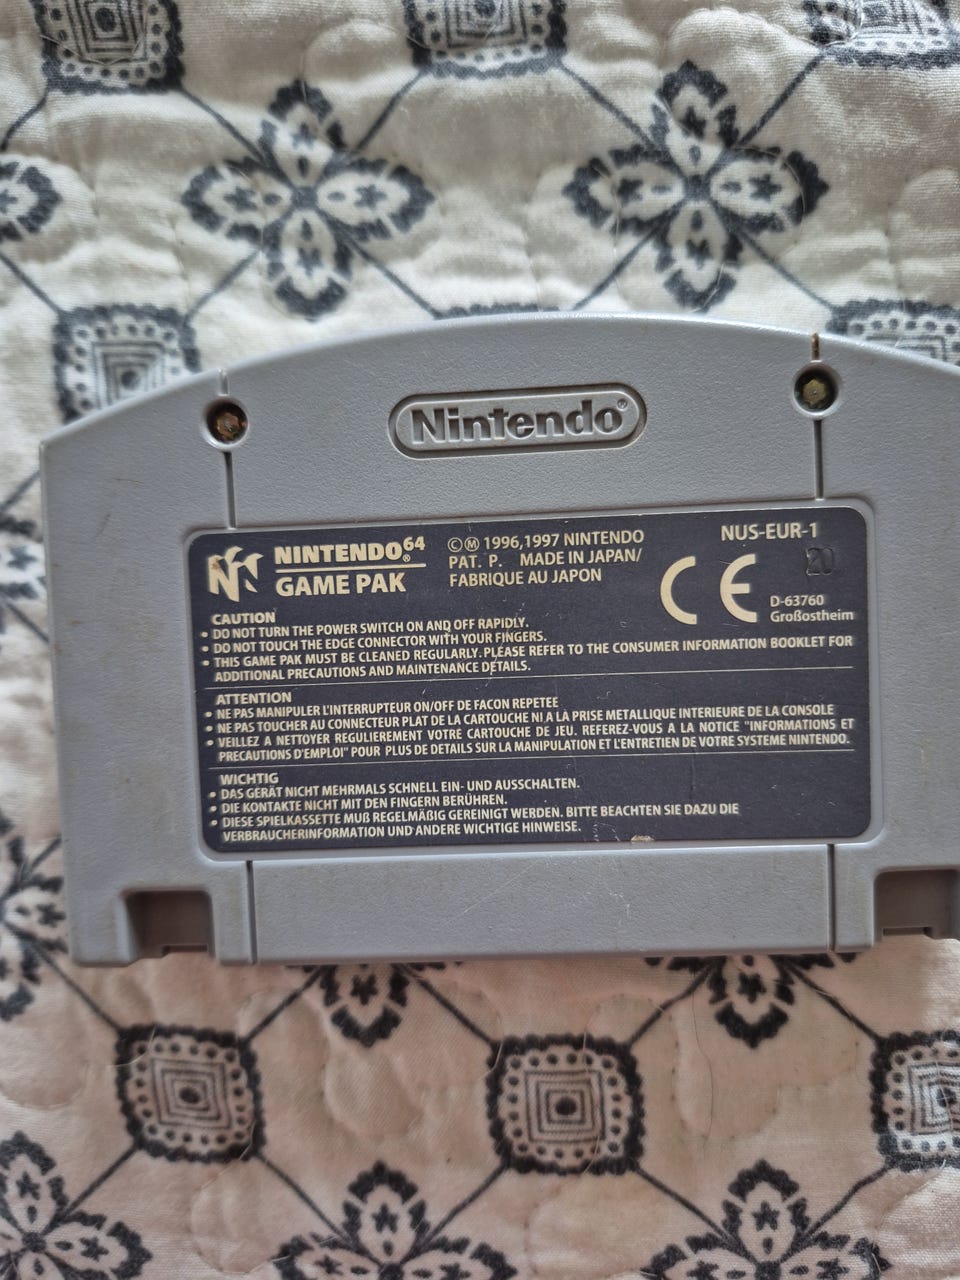 Nintendo®
NINTENDO64®
GAME PAK
©Ⓜ 1996,1997 NINTENDO
PAT. P. MADE IN JAPAN/
FABRIQUE AU JAPON
NUS-EUR-1
20
CE
D-63760
Großostheim
CAUTION
• DO NOT TURN THE POWER SWITCH ON AND OFF RAPIDLY.
• DO NOT TOUCH THE EDGE CONNECTOR WITH YOUR FINGERS.
• THIS GAME PAK MUST BE CLEANED REGULARLY. PLEASE REFER TO THE CONSUMER INFORMATION BOOKLET FOR
ADDITIONAL PRECAUTIONS AND MAINTENANCE DETAILS.
ATTENTION
• NE PAS MANIPULER L'INTERRUPTEUR ON/OFF DE FACON REPETEE
• NE PAS TOUCHER AU CONNECTEUR PLAT DE LA CARTOUCHE NI A LA PRISE METALLIQUE INTERIEURE DE LA CONSOLE
• VEILLEZ A NETTOYER REGULIEREMENT VOTRE CARTOUCHE DE JEU. REFEREZ-VOUS A LA NOTICE "INFORMATIONS ET
PRECAUTIONS D'EMPLOI" POUR PLUS DE DETAILS SUR LA MANIPULATION ET L'ENTRETIEN DE VOTRE SYSTEME NINTENDO.
WICHTIG
• DAS GERÄT NICHT MEHRMALS SCHNELL EIN- UND AUSSCHALTEN.
• DIE KONTAKTE NICHT MIT DEN FINGERN BERÜHREN.
• DIESE SPIELKASSETTE MUß REGELMÄßIG GEREINIGT WERDEN. BITTE BEACHTEN SIE DAZU DIE
VERBRAUCHERINFORMATION UND ANDERE WICHTIGE HINWEISE.